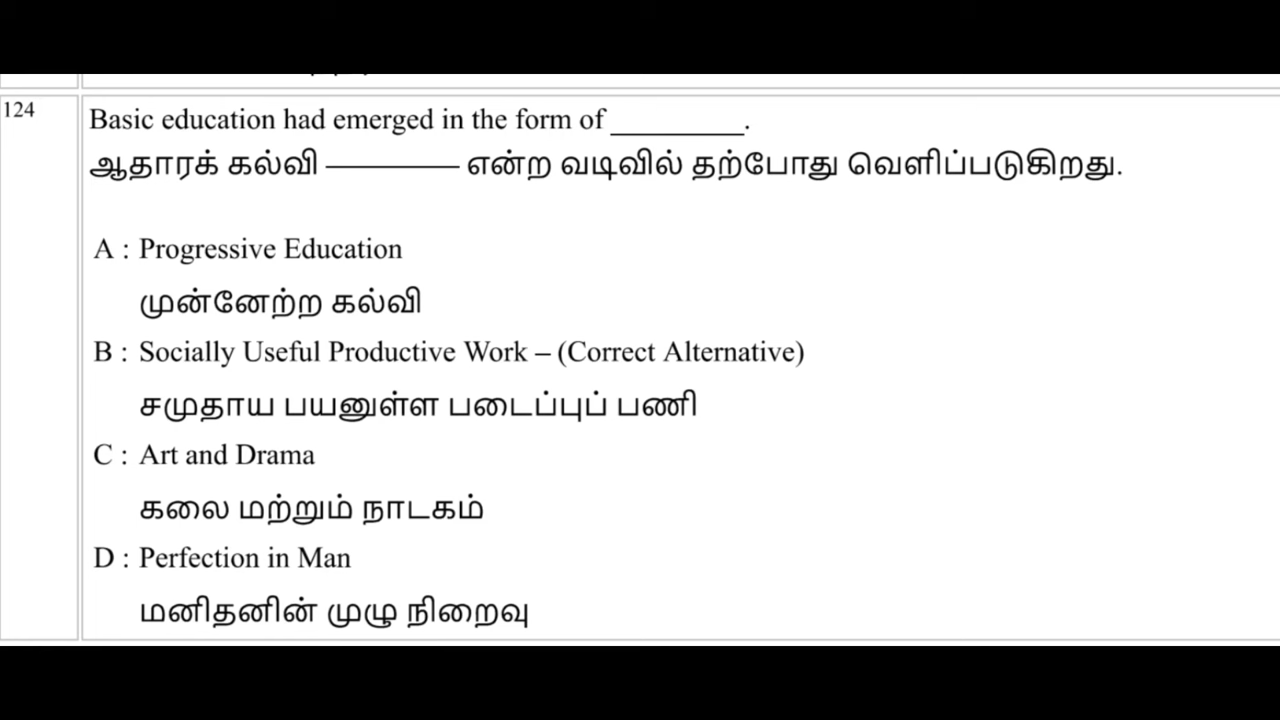 124
Basic education had emerged in the form of _________.
ஆதாரக் கல்வி ————— என்ற வடிவில் தற்போது வெளிப்படுகிறது.
A : Progressive Education
முன்னேற்ற கல்வி
B : Socially Useful Productive Work – (Correct Alternative)
சமுதாய பயனுள்ள படைப்புப் பணி
C : Art and Drama
கலை மற்றும் நாடகம்
D : Perfection in Man
மனிதனின் முழு நிறைவு